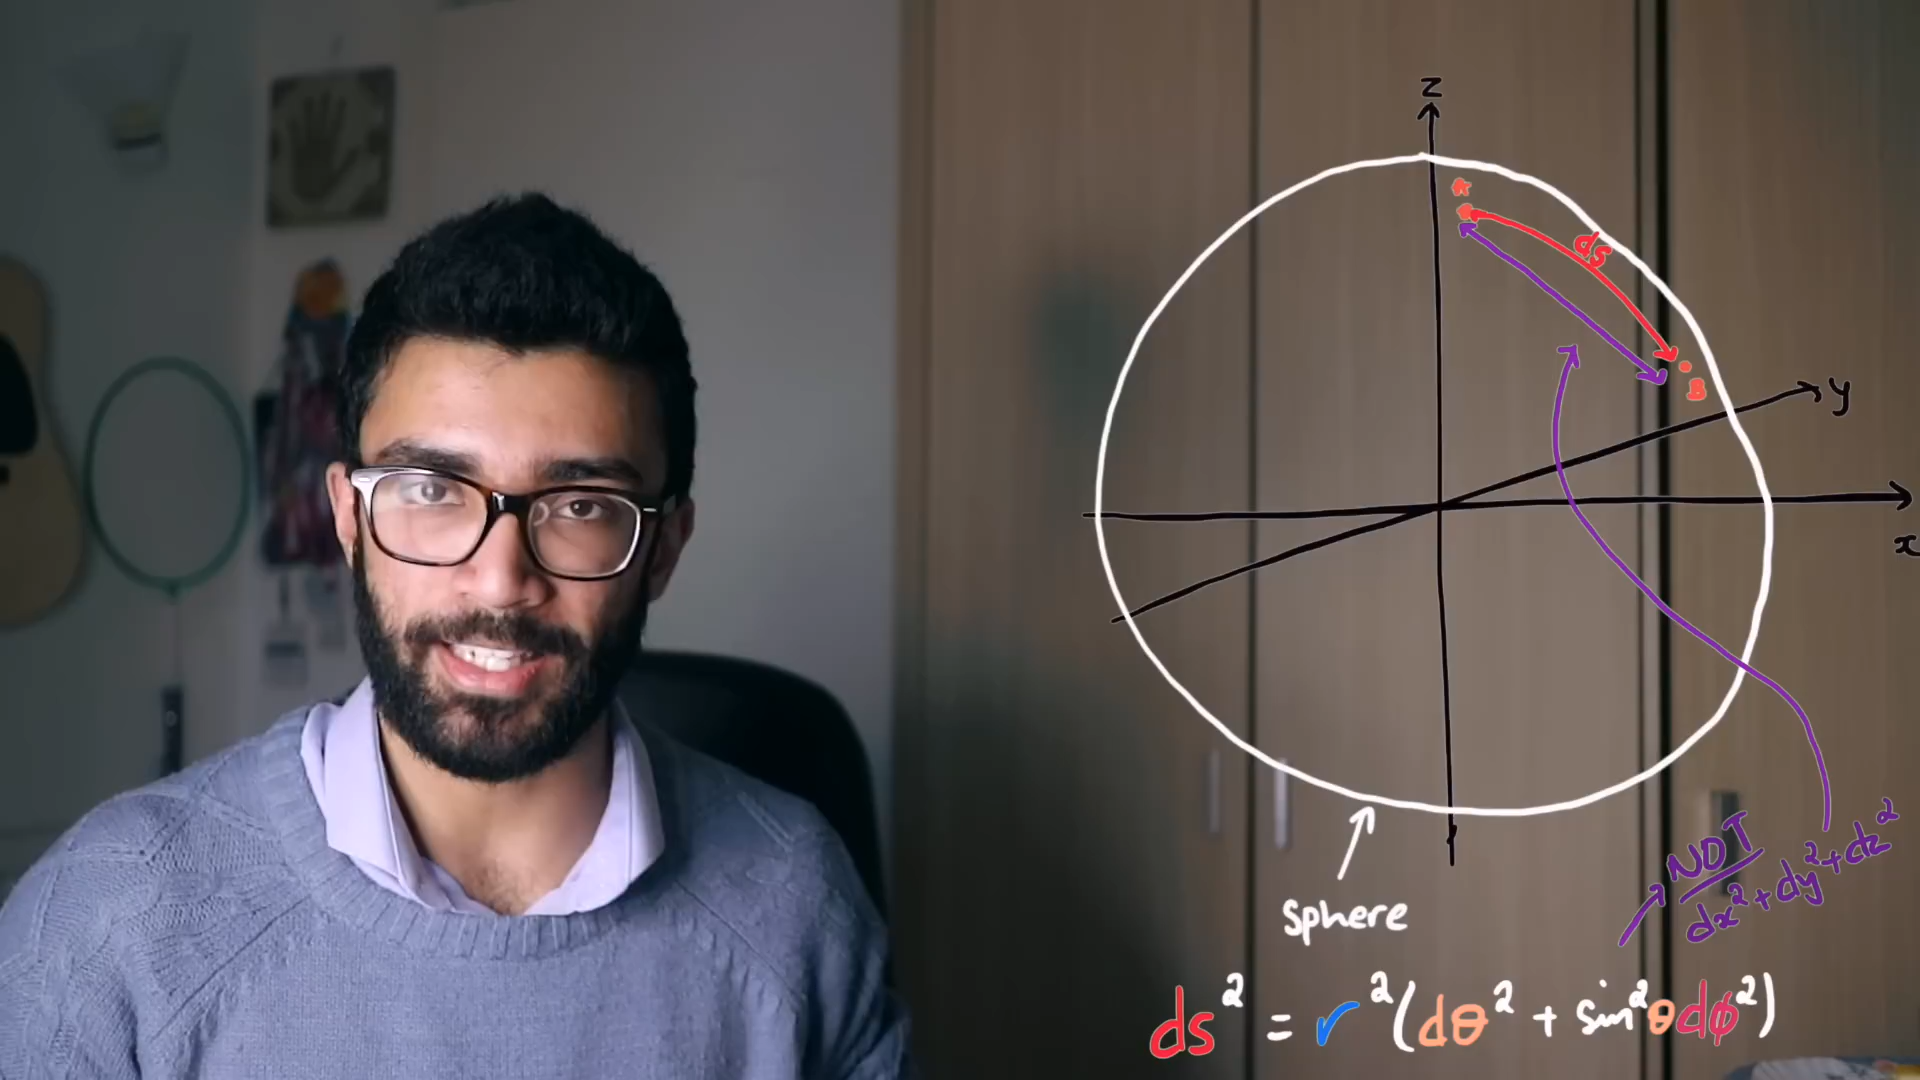 z
A
ds
B
y
x
NOT
dx²+dy²+dz²
sphere
ds² = r²(dθ² + sin²θdφ²)